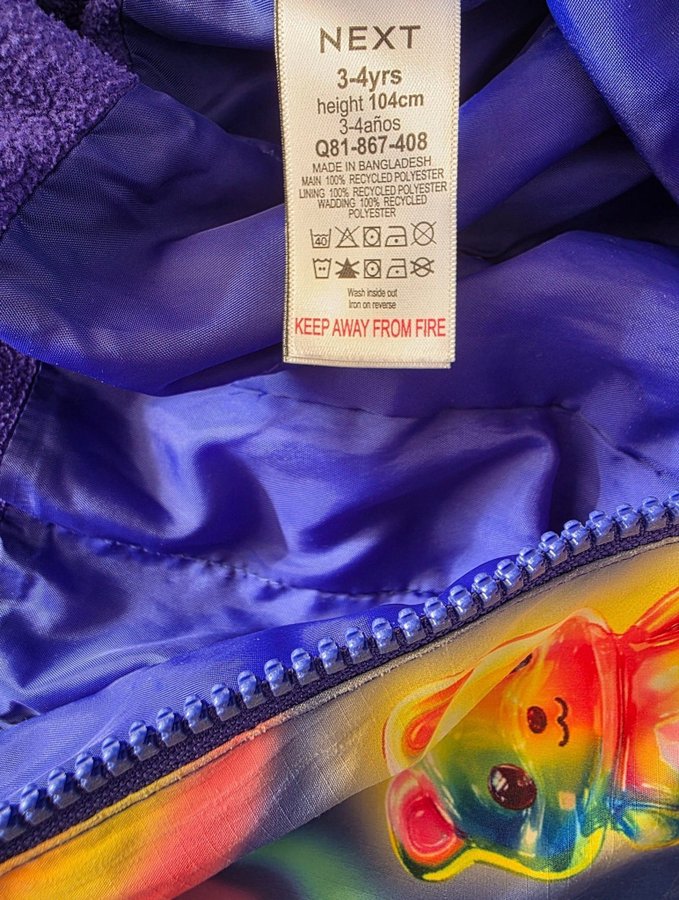 NEXT
3-4yrs
height 104cm
3-4años
Q81-867-408
MADE IN BANGLADESH
MAIN 100% RECYCLED POLYESTER
LINING 100% RECYCLED POLYESTER
WADDING 100% RECYCLED
POLYESTER
40
Wash inside out
Iron on reverse
KEEP AWAY FROM FIRE